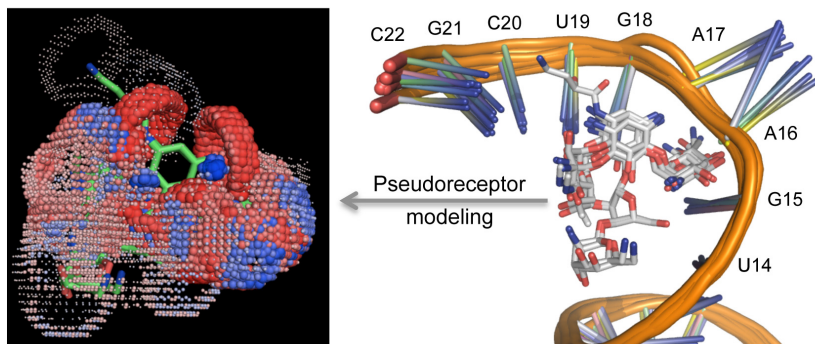 C22
G21
C20
U19
G18
A17
A16
G15
U14
Pseudoreceptor
modeling